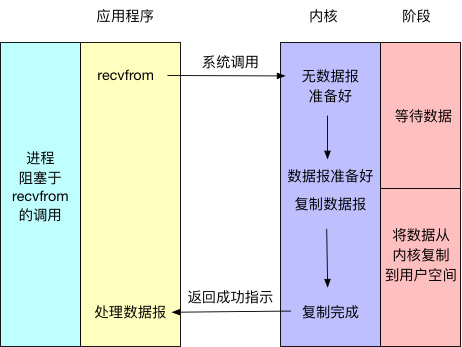 应用程序
内核
阶段
recvfrom
系统调用
无数据报
准备好
等待数据
进程
阻塞于
recvfrom
的调用
数据报准备好
复制数据报
将数据从
内核复制
到用户空间
返回成功指示
处理数据报
复制完成